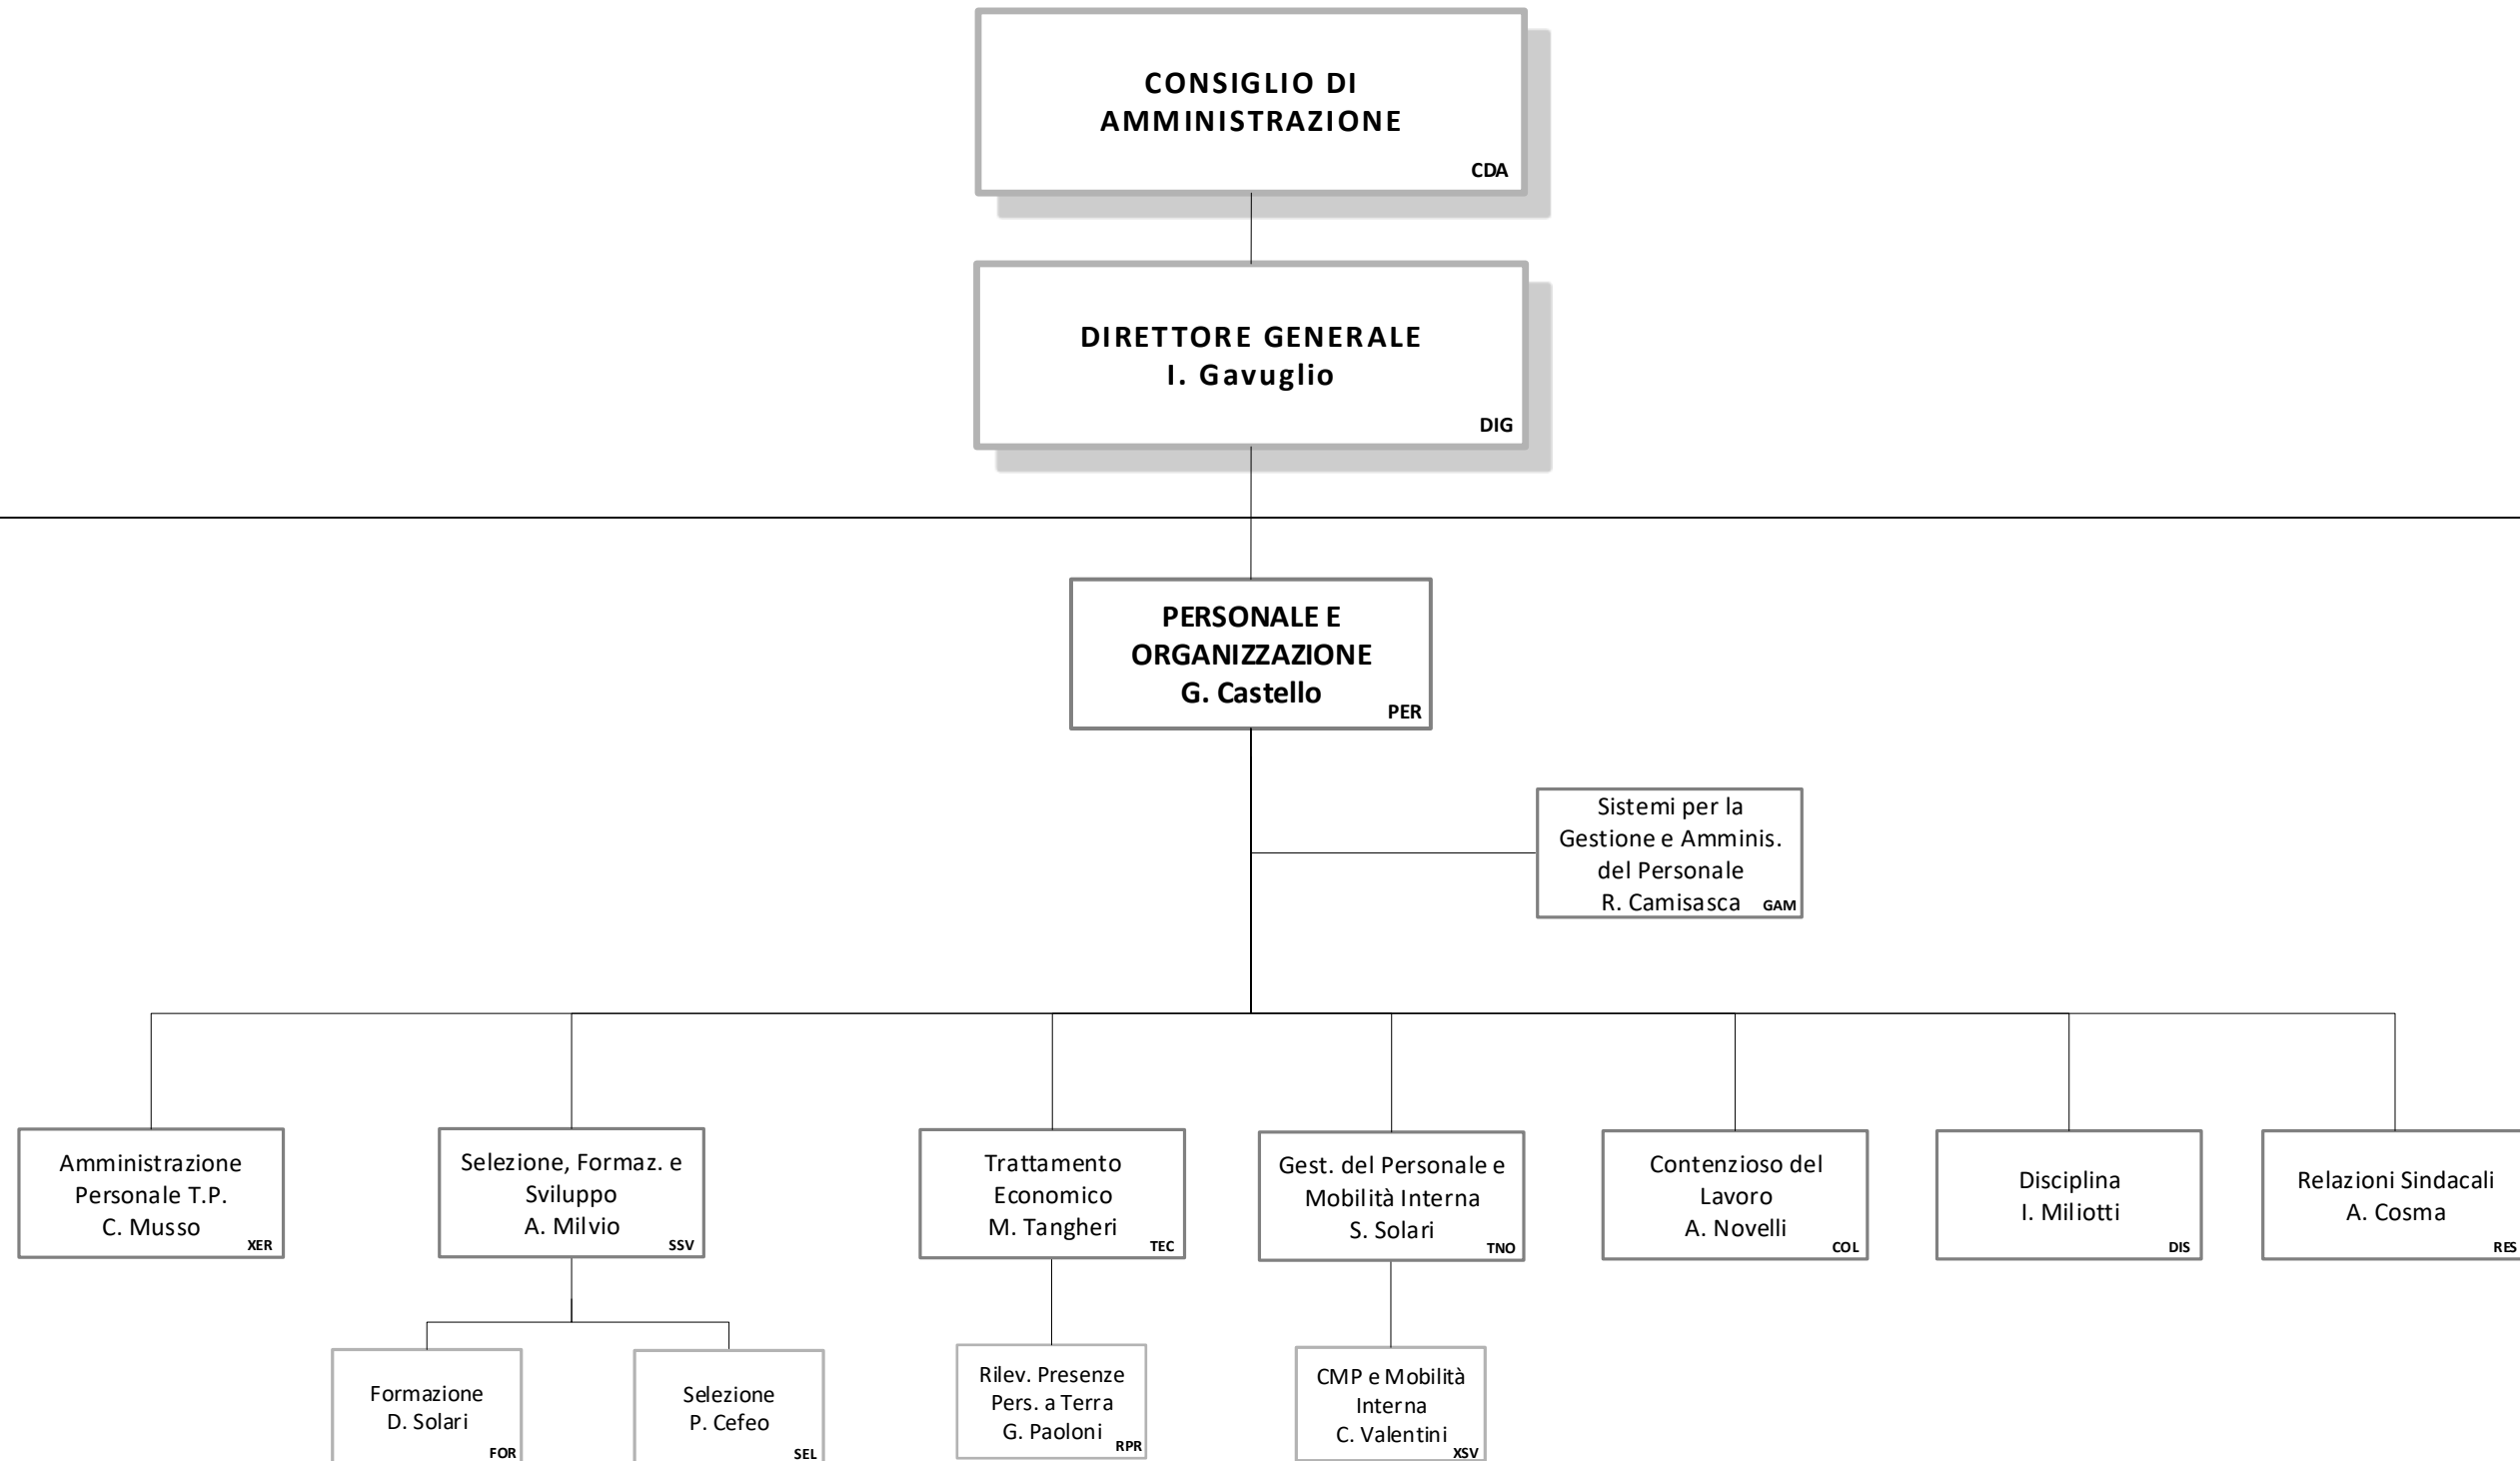 CONSIGLIO DI
AMMINISTRAZIONE
CDA
DIRETTORE GENERALE
I. Gavuglio
DIG
PERSONALE E
ORGANIZZAZIONE
G. Castello
PER
Sistemi per la
Gestione e Amminis.
del Personale
R. Camisasca
GAM
Amministrazione
Personale T.P.
C. Musso
XER
Selezione, Formaz. e
Sviluppo
A. Milvio
SSV
Trattamento
Economico
M. Tangheri
TEC
Gest. del Personale e
Mobilità Interna
S. Solari
TNO
Contenzioso del
Lavoro
A. Novelli
COL
Disciplina
I. Miliotti
DIS
Relazioni Sindacali
A. Cosma
RES
Formazione
D. Solari
FOR
Selezione
P. Cefeo
SEL
Rilev. Presenze
Pers. a Terra
G. Paoloni
RPR
CMP e Mobilità
Interna
C. Valentini
XSV